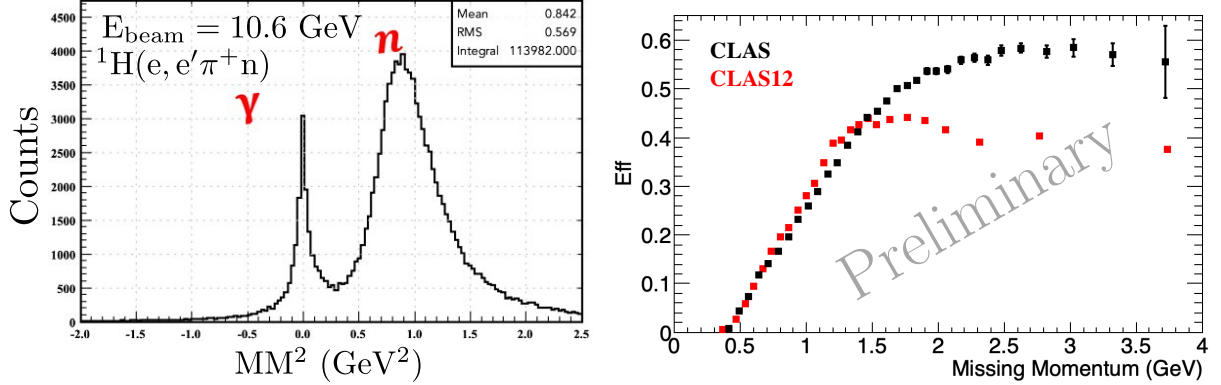 E_beam = 10.6 GeV
¹H(e, e′π⁺n)
Mean 0.842
RMS 0.569
Integral 113982.000
n
γ
Counts
4500
4000
3500
3000
2500
2000
1500
1000
500
0
-2.0 -1.5 -1.0 -0.5 0.0 0.5 1.0 1.5 2.0 2.5
MM² (GeV²)
CLAS
CLAS12
Preliminary
Eff
0.6
0.5
0.4
0.3
0.2
0.1
0
0 0.5 1 1.5 2 2.5 3 3.5 4
Missing Momentum (GeV)